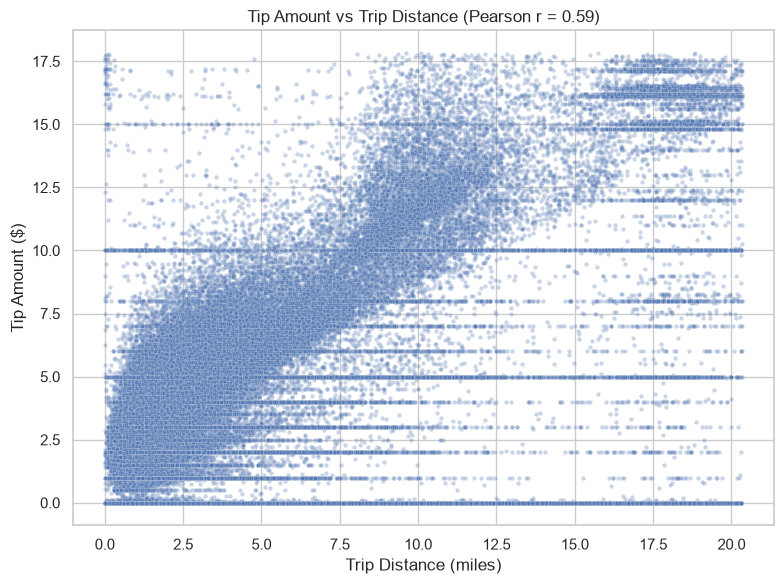 Tip Amount vs Trip Distance (Pearson r = 0.59)
Tip Amount ($)
17.5
15.0
12.5
10.0
7.5
5.0
2.5
0.0
0.0 2.5 5.0 7.5 10.0 12.5 15.0 17.5 20.0
Trip Distance (miles)